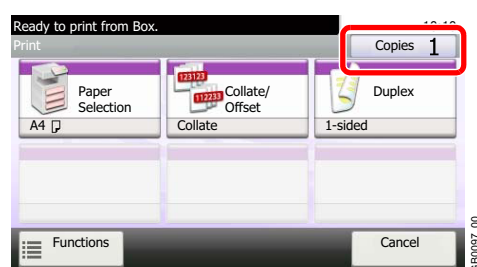 Ready to print from Box.
Print
Copies 1
Paper
Selection
A4
123123
112233
Collate/
Offset
Collate
Duplex
1-sided
Functions
Cancel